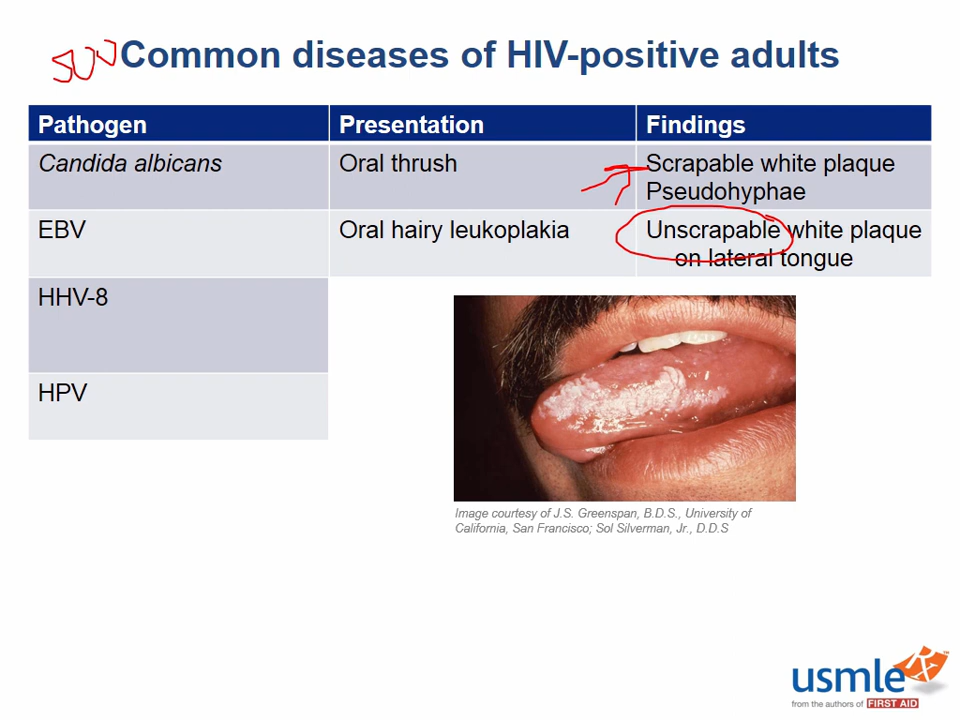 Common diseases of HIV-positive adults
Pathogen Presentation Findings
Candida albicans Oral thrush Scrapable white plaque
Pseudohyphae
EBV Oral hairy leukoplakia Unscrapable white plaque
on lateral tongue
HHV-8
HPV
Image courtesy of J.S. Greenspan, B.D.S., University of
California, San Francisco; Sol Silverman, Jr., D.D.S
usmle Rx™
from the authors of FIRST AID